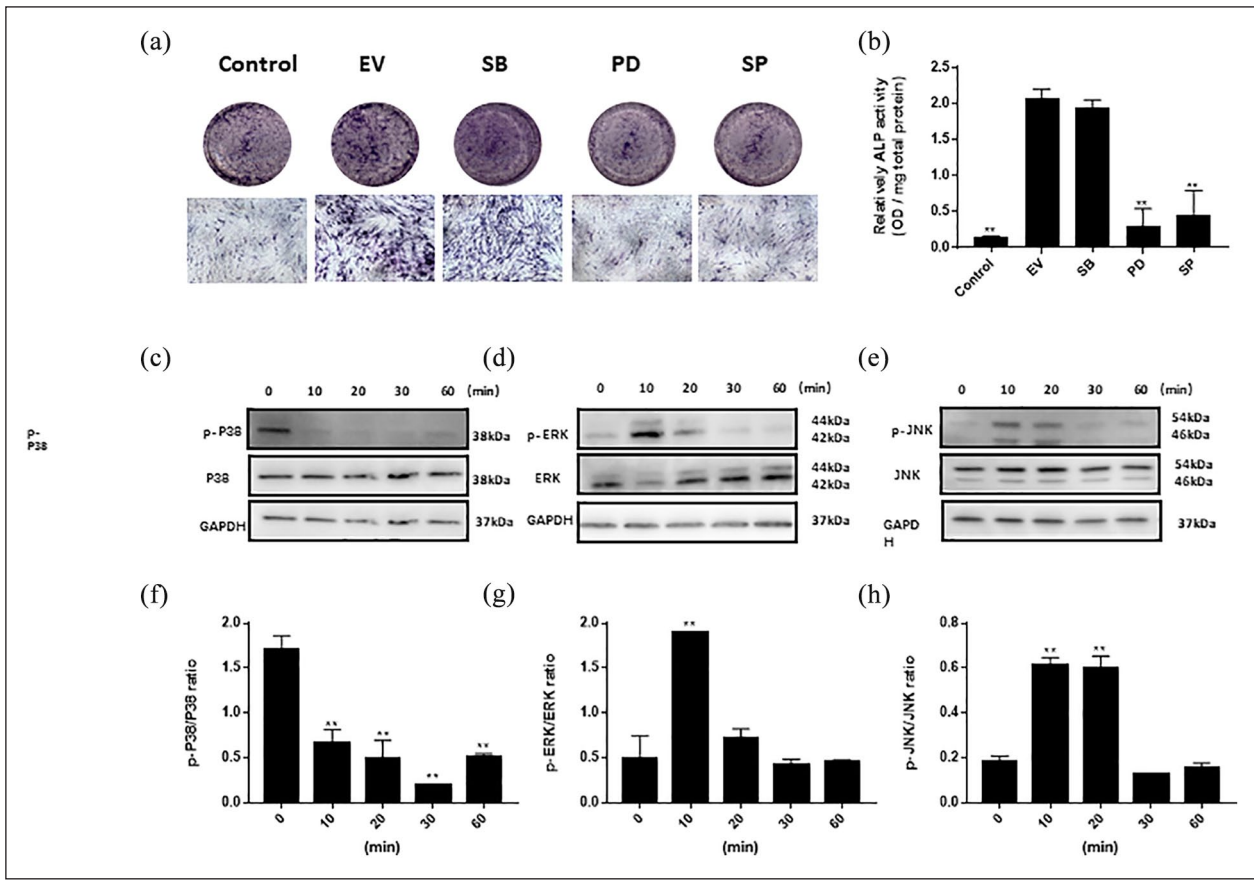 (a)
Control EV SB PD SP
(b)
Relatively ALP activity
(OD / mg total protein)
2.5
2.0
1.5
1.0
0.5
0.0
** ** **
Control EV SB PD SP
(c)
0 10 20 30 60 (min)
p-P38 38kDa
P38 38kDa
GAPDH 37kDa
p-
P38
(d)
0 10 20 30 60 (min)
p-ERK 44kDa
42kDa
ERK 44kDa
42kDa
GAPDH 37kDa
(e)
0 10 20 30 60 (min)
p-JNK 54kDa
46kDa
JNK 54kDa
46kDa
GAPD
H
37kDa
(f)
p-P38/P38 ratio
2.0
1.5
1.0
0.5
0.0
** ** ** **
0 10 20 30 60
(min)
(g)
p-ERK/ERK ratio
2.0
1.5
1.0
0.5
0.0
**
0 10 20 30 60
(min)
(h)
p-JNK/JNK ratio
0.8
0.6
0.4
0.2
0.0
** **
0 10 20 30 60
(min)